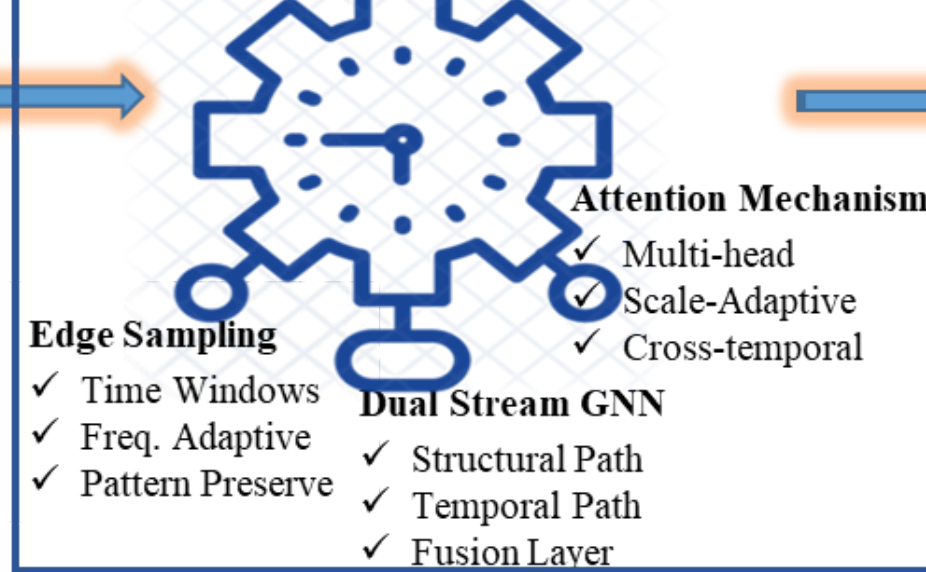 Attention Mechanism
✓ Multi-head
✓ Scale-Adaptive
✓ Cross-temporal
Edge Sampling
✓ Time Windows
✓ Freq. Adaptive
✓ Pattern Preserve
Dual Stream GNN
✓ Structural Path
✓ Temporal Path
✓ Fusion Layer